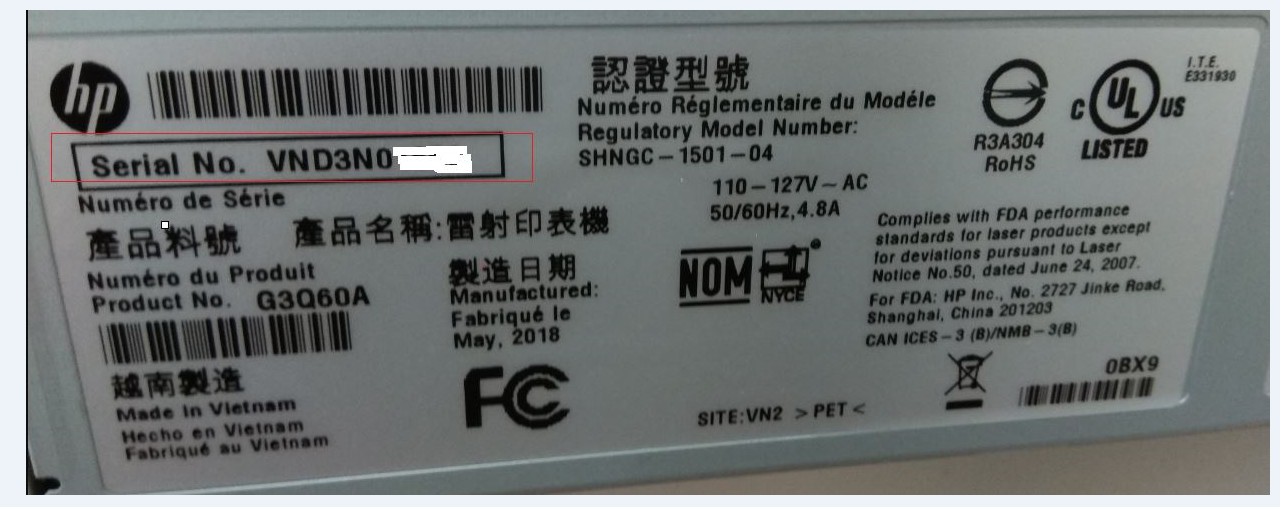 hp
Serial No. VND3N0
Numéro de Série
產品料號
Numéro du Produit
Product No. G3Q60A
越南製造
Made In Vietnam
Hecho en Vietnam
Fabriqué au Vietnam
產品名稱:雷射印表機
製造日期
Manufactured:
Fabriqué le
May, 2018
FC
認證型號
Numéro Réglementaire du Modéle
Regulatory Model Number:
SHNGC-1501-04
110-127V~AC
50/60Hz,4.8A
NOM
NYCE
SITE:VN2 >PET<
R3A304
RoHS
C UL US
LISTED
I.T.E.
E331930
Complies with FDA performance
standards for laser products except
for deviations pursuant to Laser
Notice No.50, dated June 24, 2007.
For FDA: HP Inc., No. 2727 Jinke Road,
Shanghai, China 201203
CAN ICES-3 (B)/NMB-3(B)
0BX9